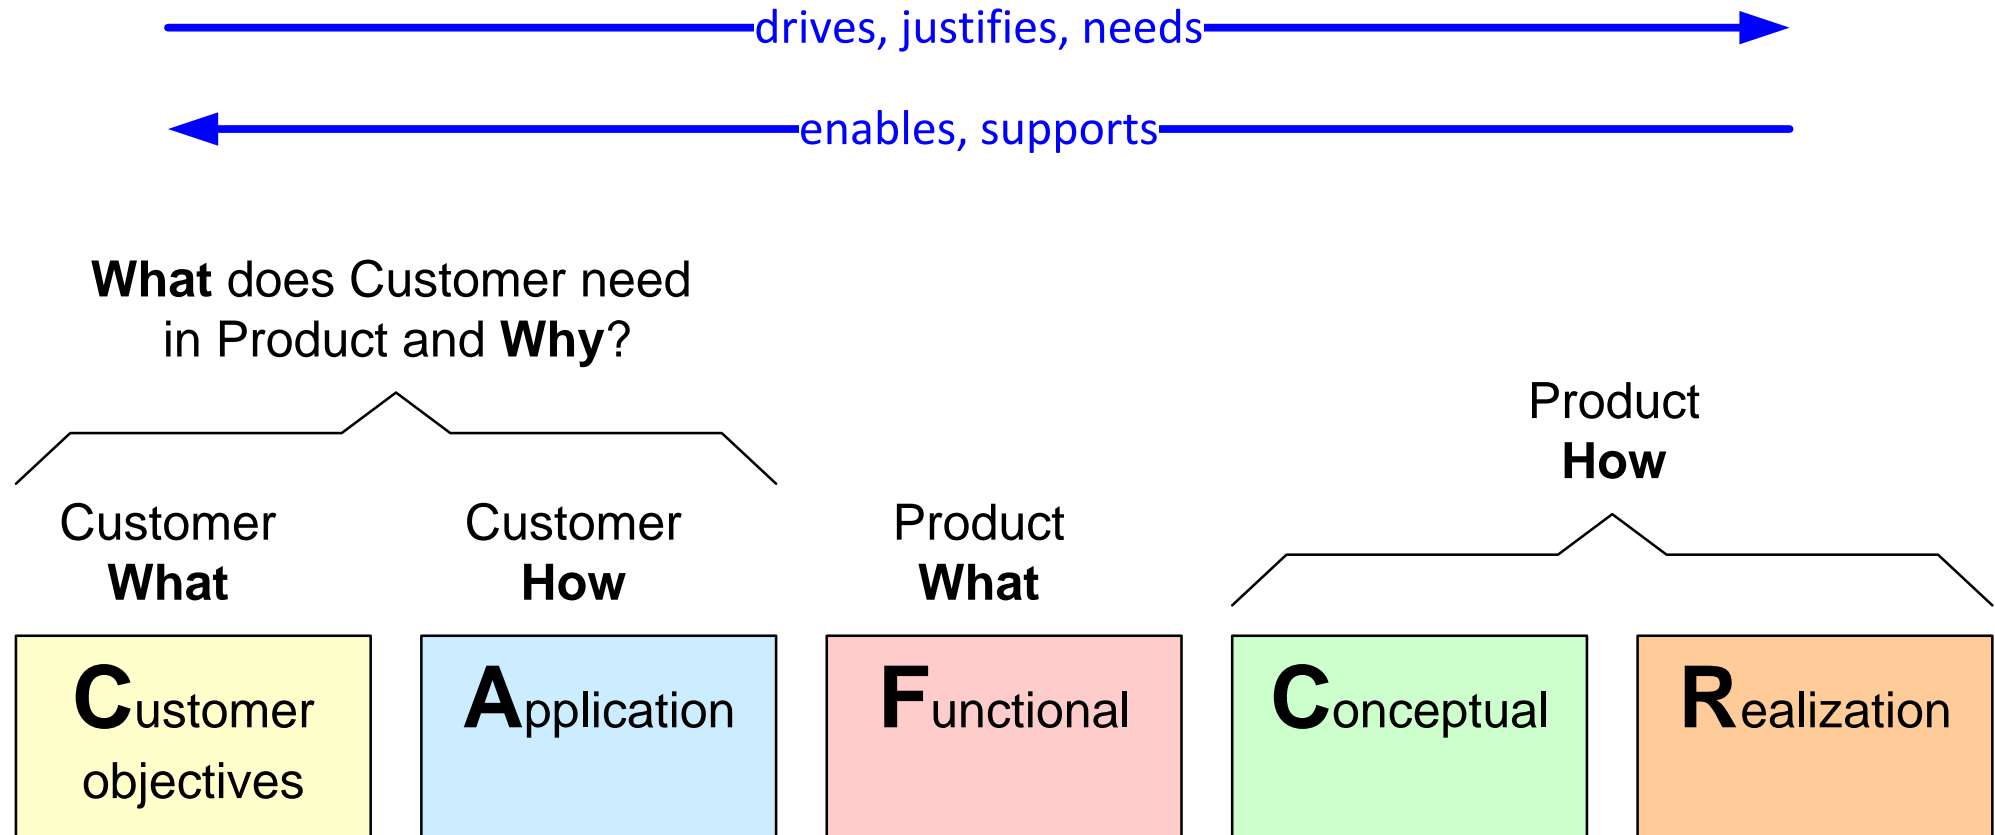 drives, justifies, needs
enables, supports
What does Customer need
in Product and Why?
Product
How
Customer
What
Customer
How
Product
What
Customer
objectives
Application
Functional
Conceptual
Realization